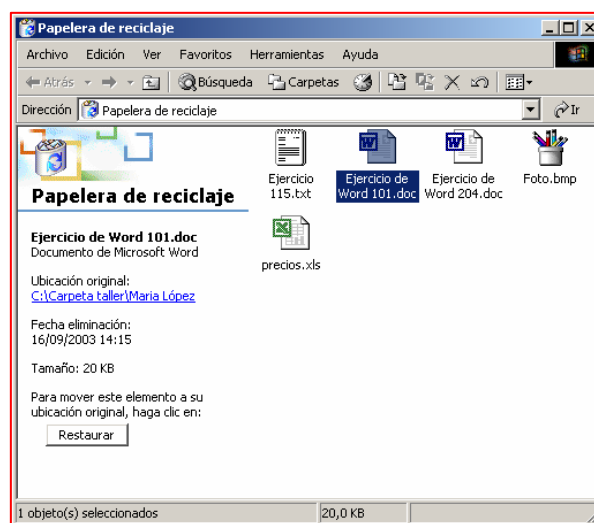 Papelera de reciclaje
Archivo Edición Ver Favoritos Herramientas Ayuda
Atrás Búsqueda Carpetas
Dirección Papelera de reciclaje Ir
Papelera de reciclaje
Ejercicio de Word 101.doc
Documento de Microsoft Word
Ubicación original:
C:\Carpeta taller\Maria López
Fecha eliminación:
16/09/2003 14:15
Tamaño: 20 KB
Para mover este elemento a su
ubicación original, haga clic en:
Restaurar
Ejercicio
115.txt
Ejercicio de
Word 101.doc
Ejercicio de
Word 204.doc
Foto.bmp
precios.xls
1 objeto(s) seleccionados 20,0 KB